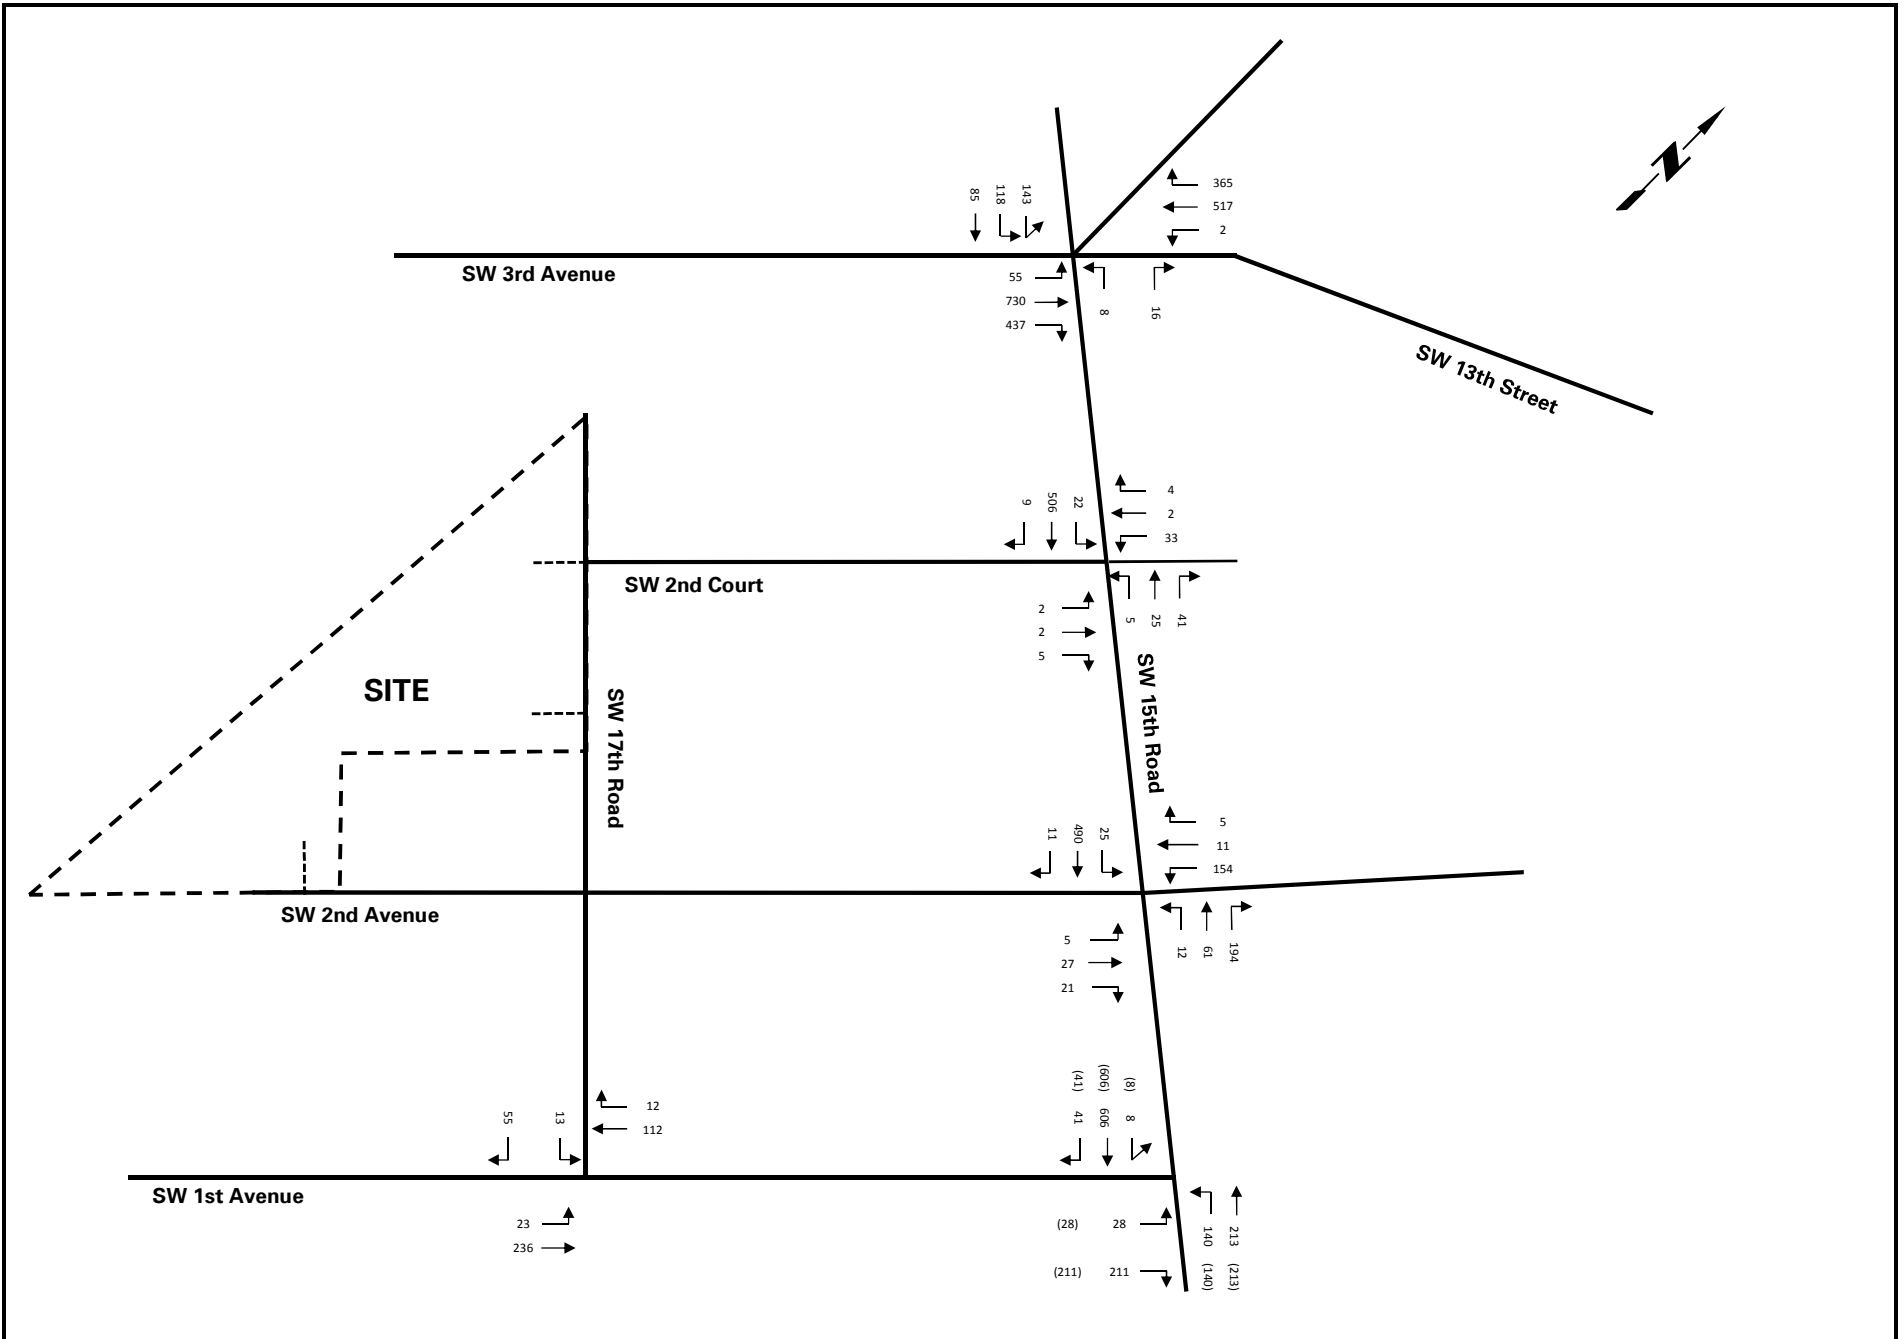 85 118 143
365
517
2
SW 3rd Avenue
55
730
437
8 16
SW 13th Street
9 506 22
4
2
33
SW 2nd Court
2
2
5
5 25 41
SITE
SW 17th Road
SW 15th Road
11 490 25
5
11
154
SW 2nd Avenue
5
27
21
12 61 194
(41) (606) (8)
41 606 8
55 13
12
112
SW 1st Avenue
23
236
(28) 28
(211) 211
140 213
(140) (213)
N